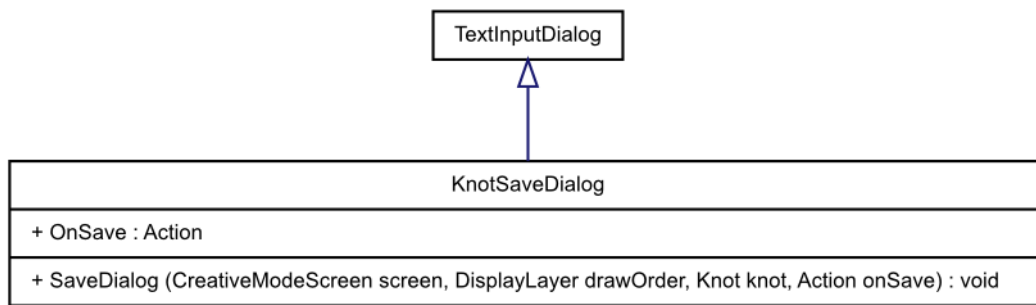 TextInputDialog
KnotSaveDialog
+ OnSave : Action
+ SaveDialog (CreativeModeScreen screen, DisplayLayer drawOrder, Knot knot, Action onSave) : void